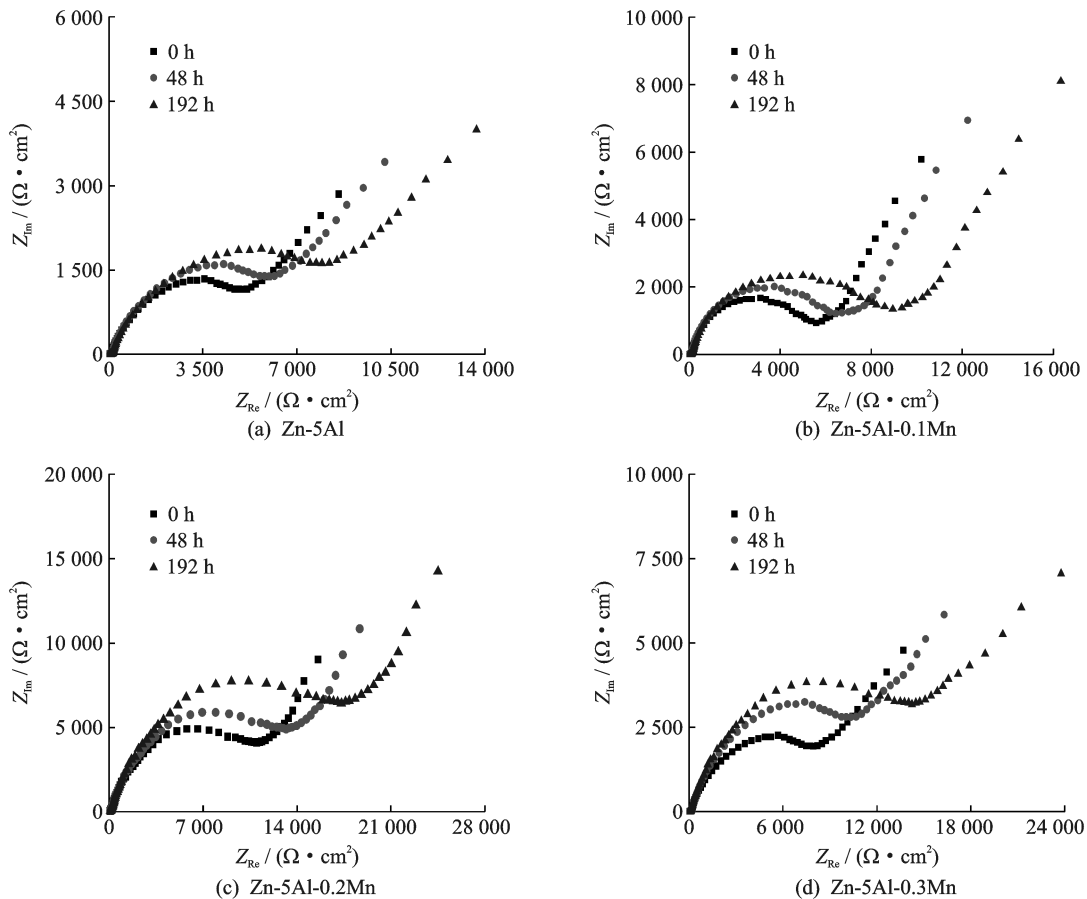 6 000
4 500
3 000
1 500
0
Z_Im / (Ω • cm²)
0 h
48 h
192 h
0 3 500 7 000 10 500 14 000
Z_Re / (Ω • cm²)
(a) Zn-5Al
10 000
8 000
6 000
4 000
2 000
0
Z_Im / (Ω • cm²)
0 h
48 h
192 h
0 4 000 8 000 12 000 16 000
Z_Re / (Ω • cm²)
(b) Zn-5Al-0.1Mn
20 000
15 000
10 000
5 000
0
Z_Im / (Ω • cm²)
0 h
48 h
192 h
0 7 000 14 000 21 000 28 000
Z_Re / (Ω • cm²)
(c) Zn-5Al-0.2Mn
10 000
7 500
5 000
2 500
0
Z_Im / (Ω • cm²)
0 h
48 h
192 h
0 6 000 12 000 18 000 24 000
Z_Re / (Ω • cm²)
(d) Zn-5Al-0.3Mn